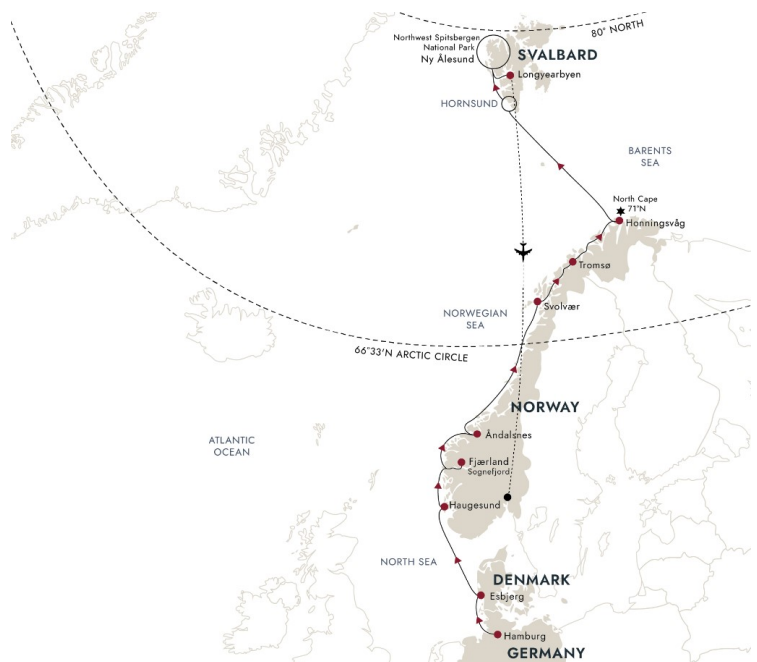 80° NORTH
Northwest Spitsbergen
National Park
Ny Ålesund
SVALBARD
Longyearbyen
HORNSUND
BARENTS
SEA
North Cape
71°N
Honningsvåg
Tromsø
Svolvær
NORWEGIAN
SEA
66°33'N ARCTIC CIRCLE
NORWAY
Åndalsnes
ATLANTIC
OCEAN
Fjærland
Sognefjord
Haugesund
NORTH SEA
DENMARK
Esbjerg
Hamburg
GERMANY